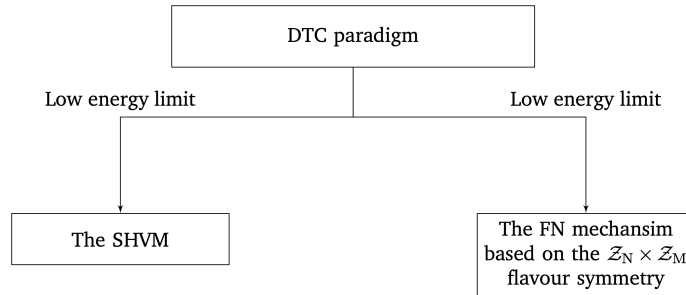 DTC paradigm
Low energy limit
Low energy limit
The SHVM
The FN mechansim
based on the 𝒵N × 𝒵M
flavour symmetry